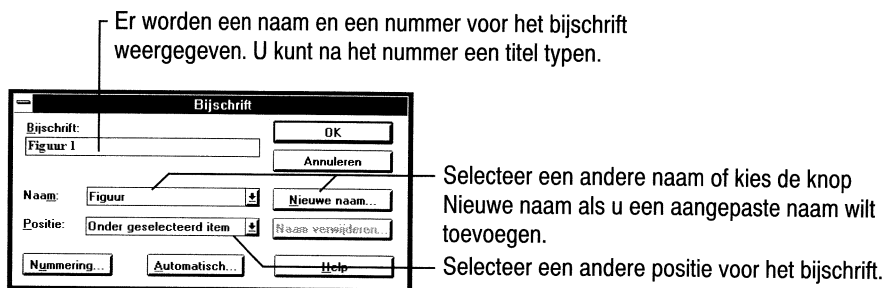 Er worden een naam en een nummer voor het bijschrift
weergegeven. U kunt na het nummer een titel typen.
Bijschrift
Bijschrift:
Figuur 1
OK
Annuleren
Naam:
Figuur
Nieuwe naam...
Positie:
Onder geselecteerd item
Naam verwijderen...
Nummering...
Automatisch...
Help
Selecteer een andere naam of kies de knop
Nieuwe naam als u een aangepaste naam wilt
toevoegen.
Selecteer een andere positie voor het bijschrift.